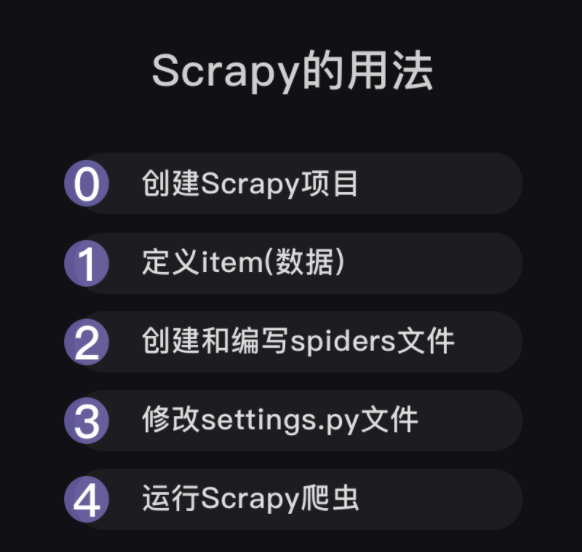 Scrapy的用法
0 创建Scrapy项目
1 定义item(数据)
2 创建和编写spiders文件
3 修改settings.py文件
4 运行Scrapy爬虫